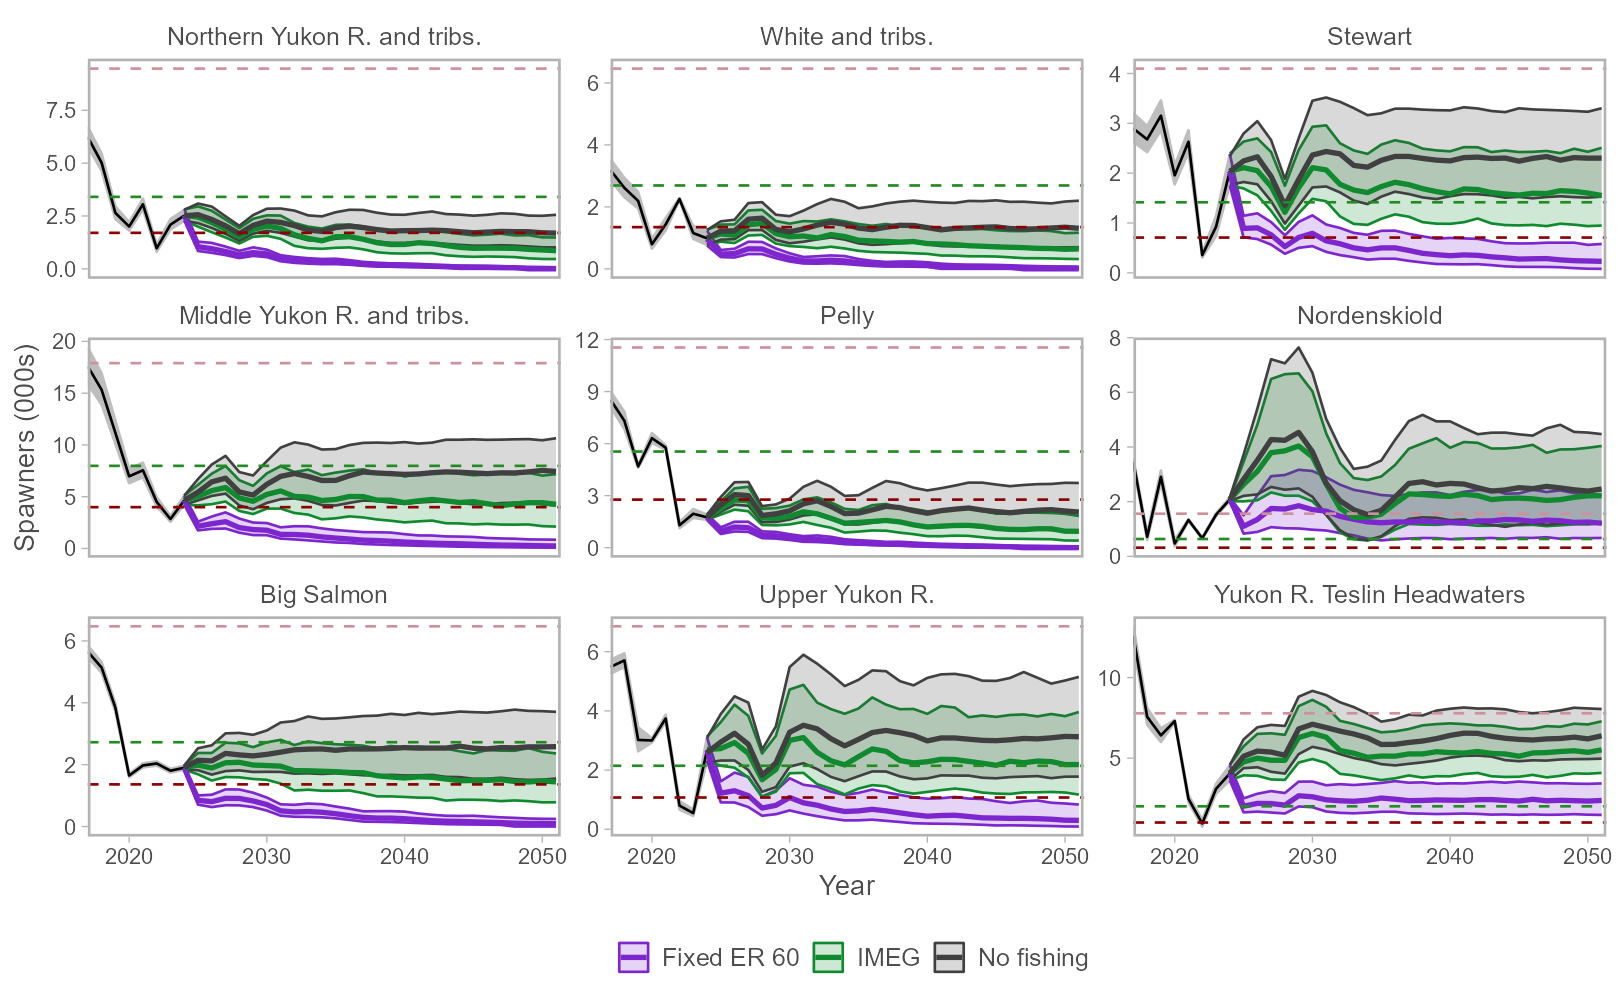 Northern Yukon R. and tribs.
White and tribs.
Stewart
7.5
5.0
2.5
0.0
6
4
2
0
4
3
2
1
0
Middle Yukon R. and tribs.
Pelly
Nordenskiold
20
15
10
5
0
12
9
6
3
0
8
6
4
2
0
Spawners (000s)
Big Salmon
Upper Yukon R.
Yukon R. Teslin Headwaters
6
4
2
0
6
4
2
0
10
5
2020 2030 2040 2050
2020 2030 2040 2050
2020 2030 2040 2050
Year
Fixed ER 60 IMEG No fishing